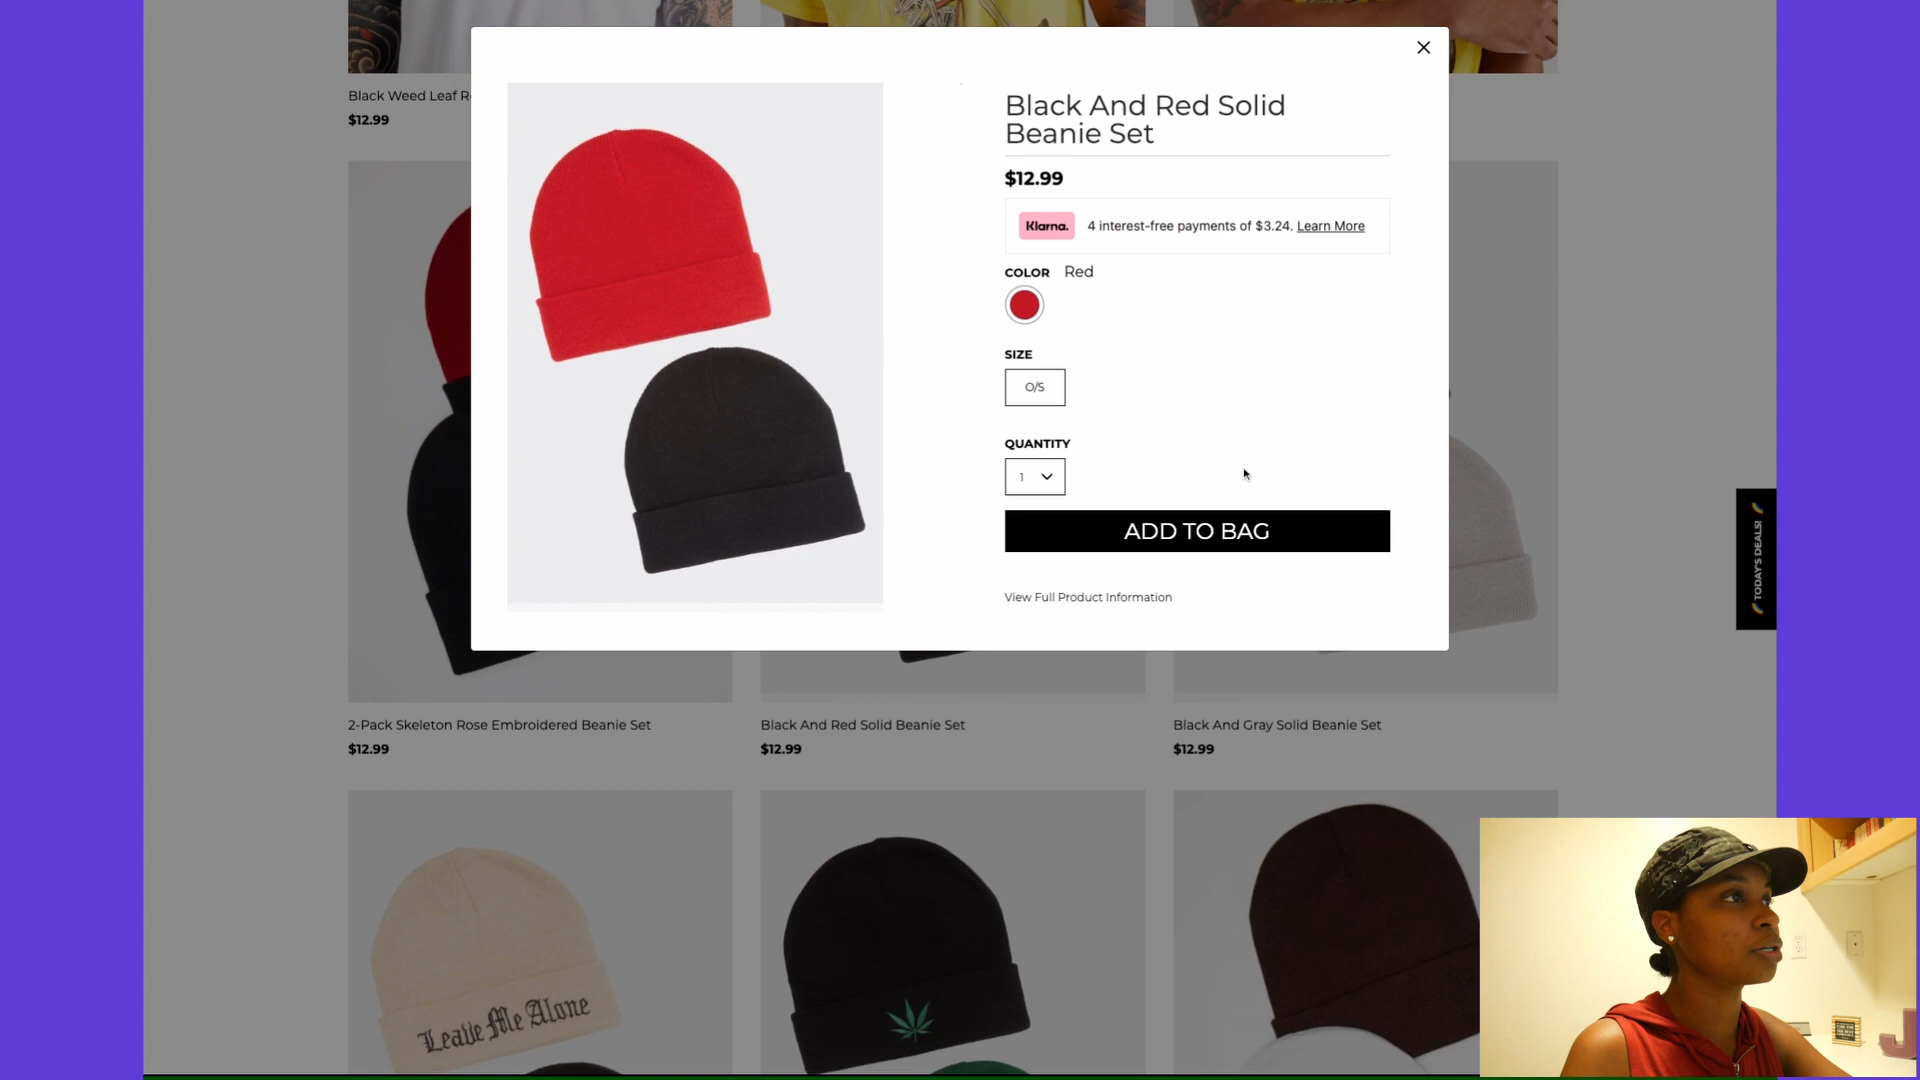 Black Weed Leaf R
$12.99
Black And Red Solid
Beanie Set
$12.99
Klarna. 4 interest-free payments of $3.24. Learn More
COLOR Red
SIZE
O/S
QUANTITY
1
ADD TO BAG
View Full Product Information
TODAY'S DEALS!
2-Pack Skeleton Rose Embroidered Beanie Set
$12.99
Black And Red Solid Beanie Set
$12.99
Black And Gray Solid Beanie Set
$12.99
Leave Me Alone